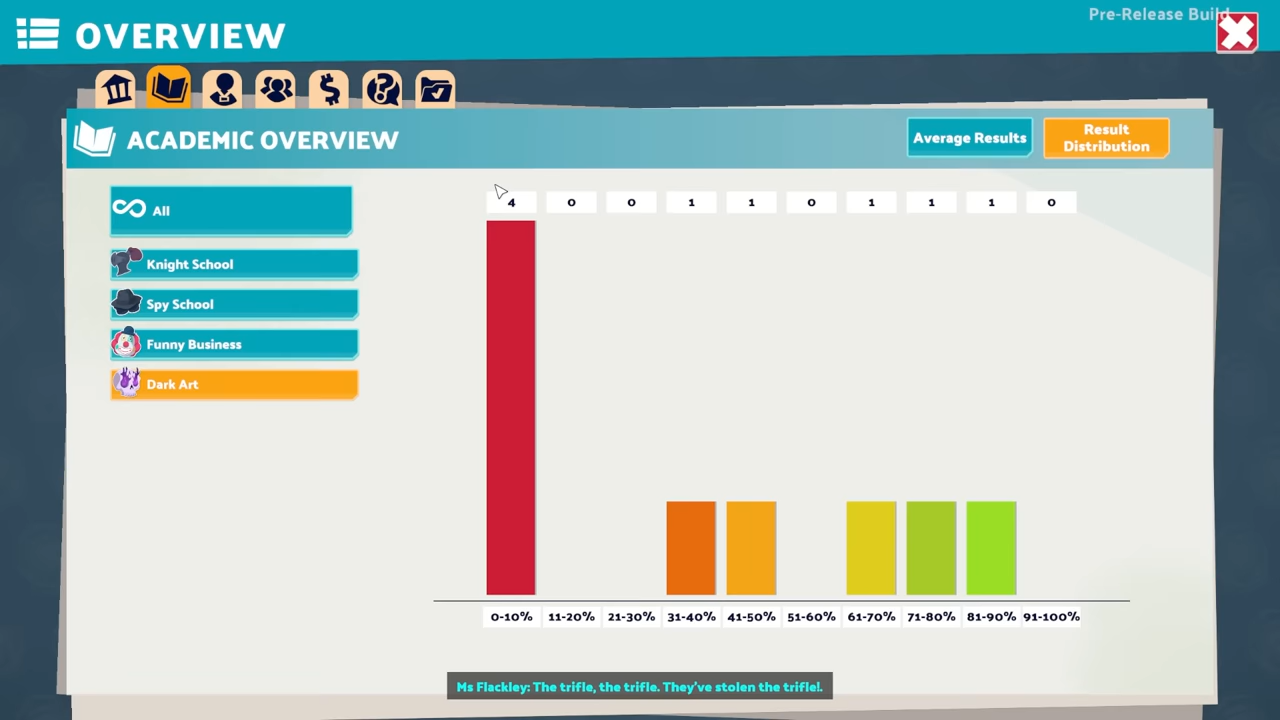 Pre-Release Build
OVERVIEW
ACADEMIC OVERVIEW
Average Results
Result
Distribution
All
Knight School
Spy School
Funny Business
Dark Art
4 0 0 1 1 0 1 1 1 0
0-10% 11-20% 21-30% 31-40% 41-50% 51-60% 61-70% 71-80% 81-90% 91-100%
Ms Flackley: The trifle, the trifle. They've stolen the trifle!.